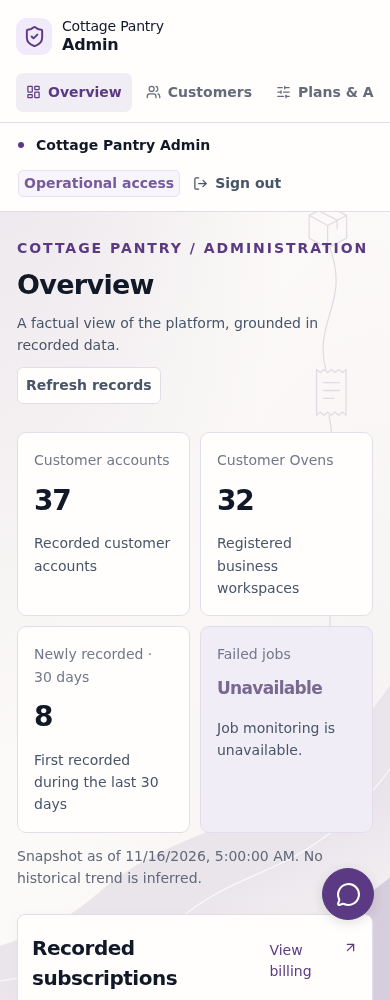 Cottage Pantry
Admin
Overview
Customers
Plans & A
Cottage Pantry Admin
Operational access
Sign out
COTTAGE PANTRY / ADMINISTRATION
Overview
A factual view of the platform, grounded in
recorded data.
Refresh records
Customer accounts
37
Recorded customer
accounts
Customer Ovens
32
Registered
business
workspaces
Newly recorded ·
30 days
8
First recorded
during the last 30
days
Failed jobs
Unavailable
Job monitoring is
unavailable.
Snapshot as of 11/16/2026, 5:00:00 AM. No
historical trend is inferred.
Recorded
subscriptions
View
billing